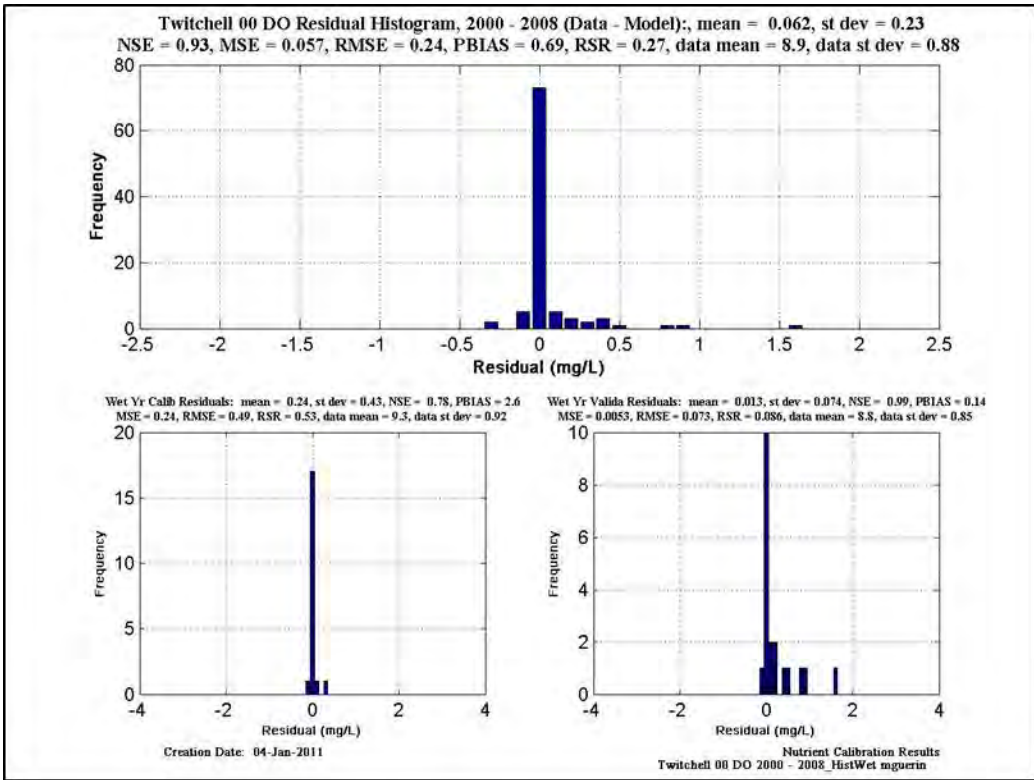 Twitchell 00 DO Residual Histogram, 2000 - 2008 (Data - Model):, mean = 0.062, st dev = 0.23
NSE = 0.93, MSE = 0.057, RMSE = 0.24, PBIAS = 0.69, RSR = 0.27, data mean = 8.9, data st dev = 0.88
80
60
40
20
0
Frequency
-2.5 -2 -1.5 -1 -0.5 0 0.5 1 1.5 2 2.5
Residual (mg/L)
Wet Yr Calib Residuals: mean = 0.24, st dev = 0.43, NSE = 0.78, PBIAS = 2.6
MSE = 0.24, RMSE = 0.49, RSR = 0.53, data mean = 9.3, data st dev = 0.92
20
15
10
5
0
Frequency
-4 -2 0 2 4
Residual (mg/L)
Wet Yr Valida Residuals: mean = 0.013, st dev = 0.074, NSE = 0.99, PBIAS = 0.14
MSE = 0.0053, RMSE = 0.073, RSR = 0.086, data mean = 8.8, data st dev = 0.85
10
8
6
4
2
0
Frequency
-4 -2 0 2 4
Residual (mg/L)
Creation Date: 04-Jan-2011
Nutrient Calibration Results
Twitchell 00 DO 2000 - 2008_HistWet mguerin